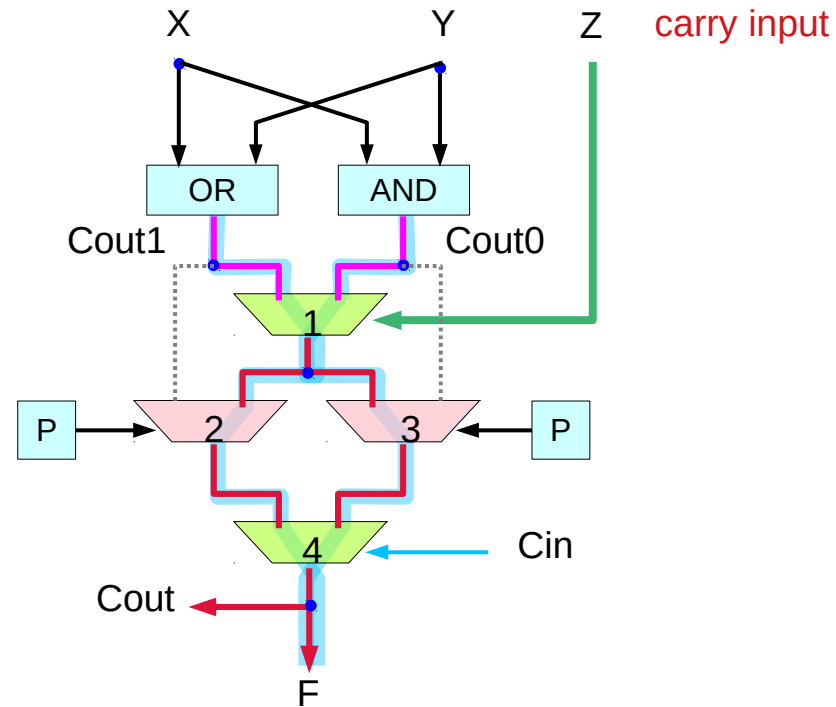 X Y Z carry input
OR AND
Cout1 Cout0
1
P 2 3 P
4 Cin
Cout
F